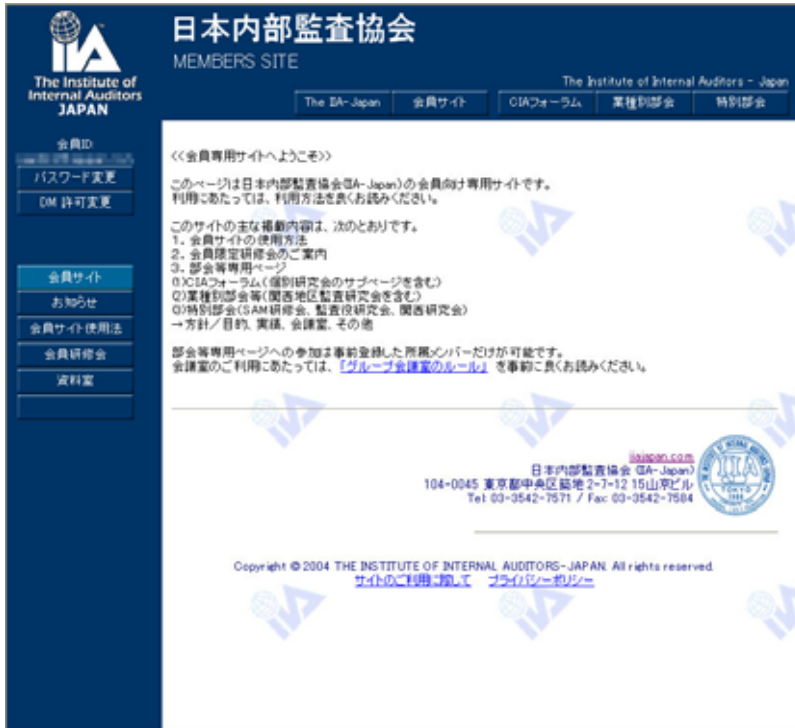 IIA
The Institute of
Internal Auditors
JAPAN
日本内部監査協会
MEMBERS SITE
The Institute of Internal Auditors - Japan
The IIA-Japan 会員サイト CIAフォーラム 業種別部会 特別部会
会員ID
パスワード変更
DM 許可変更
会員サイト
お知らせ
会員サイト使用法
会員研修会
資料室
<<会員専用サイトへようこそ>>
このページは日本内部監査協会(IIA-Japan)の会員向け専用サイトです。
利用にあたっては、利用方法を良くお読みください。
このサイトの主な掲載内容は、次のとおりです。
1. 会員サイトの使用方法
2. 会員限定研修会のご案内
3. 部会等専用ページ
(1)CIAフォーラム(個別研究会のサブページを含む)
(2)業種別部会等(関西地区監査研究会を含む)
(3)特別部会(SAM研修会、監査役研究会、関西研究会)
→方針/目的、実績、会議室、その他
部会等専用ページへの参加は事前登録した所属メンバーだけが可能です。
会議室のご利用にあたっては、「グループ会議室のルール」 を事前に良くお読みください。
iiajapan.com
日本内部監査協会 (IIA-Japan)
104-0045 東京都中央区築地 2-7-12 15山京ビル
Tel: 03-3542-7571 / Fax: 03-3542-7584
IIA
TOKYO
Copyright © 2004 THE INSTITUTE OF INTERNAL AUDITORS-JAPAN. All rights reserved.
サイトのご利用に際して プライバシーポリシー